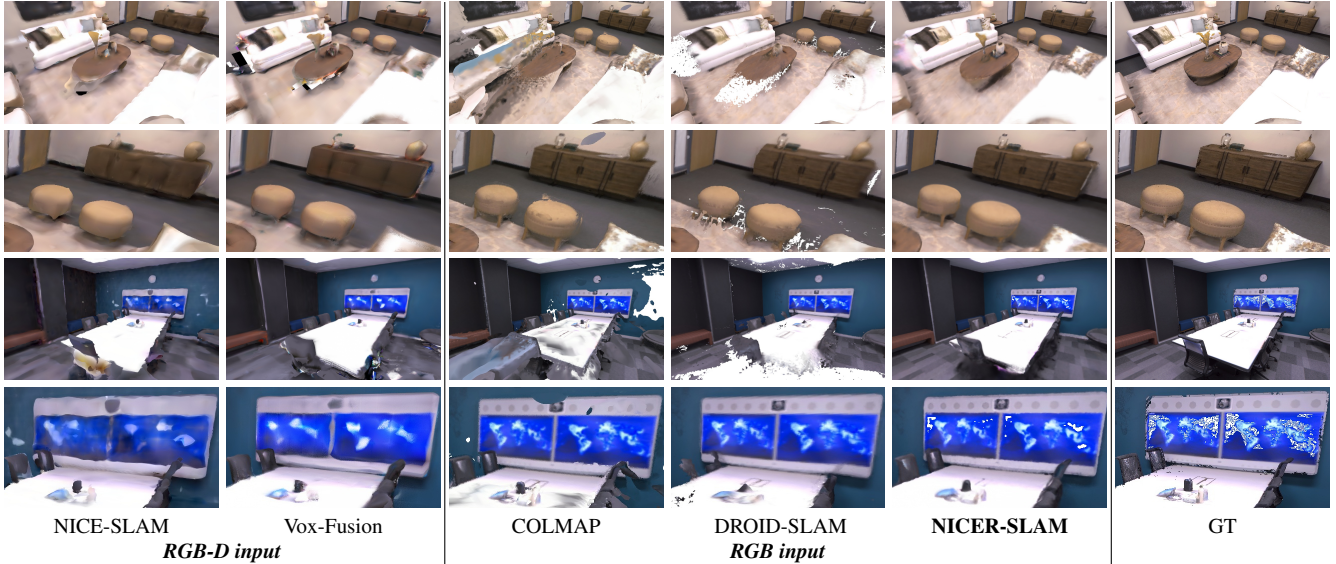 NICE-SLAM Vox-Fusion COLMAP DROID-SLAM NICER-SLAM GT
RGB-D input RGB input